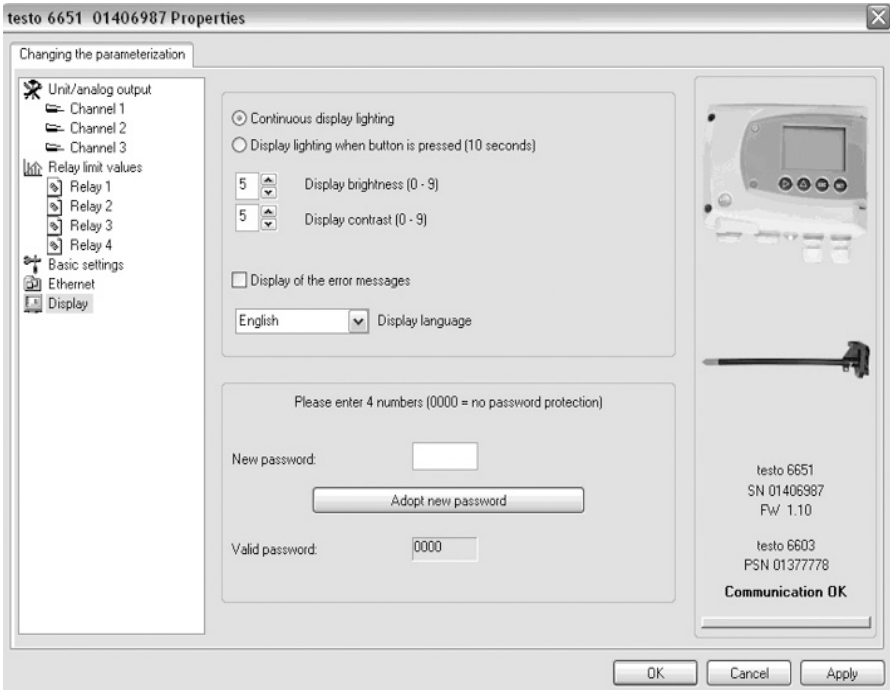 testo 6651 01406987 Properties
Changing the parameterization
Unit/analog output
Channel 1
Channel 2
Channel 3
Relay limit values
Relay 1
Relay 2
Relay 3
Relay 4
Basic settings
Ethernet
Display
Continuous display lighting
Display lighting when button is pressed (10 seconds)
5 Display brightness (0 - 9)
5 Display contrast (0 - 9)
Display of the error messages
English Display language
Please enter 4 numbers (0000 = no password protection)
New password:
Adopt new password
Valid password: 0000
testo 6651
SN 01406987
FW 1.10
testo 6603
PSN 01377778
Communication OK
OK Cancel Apply